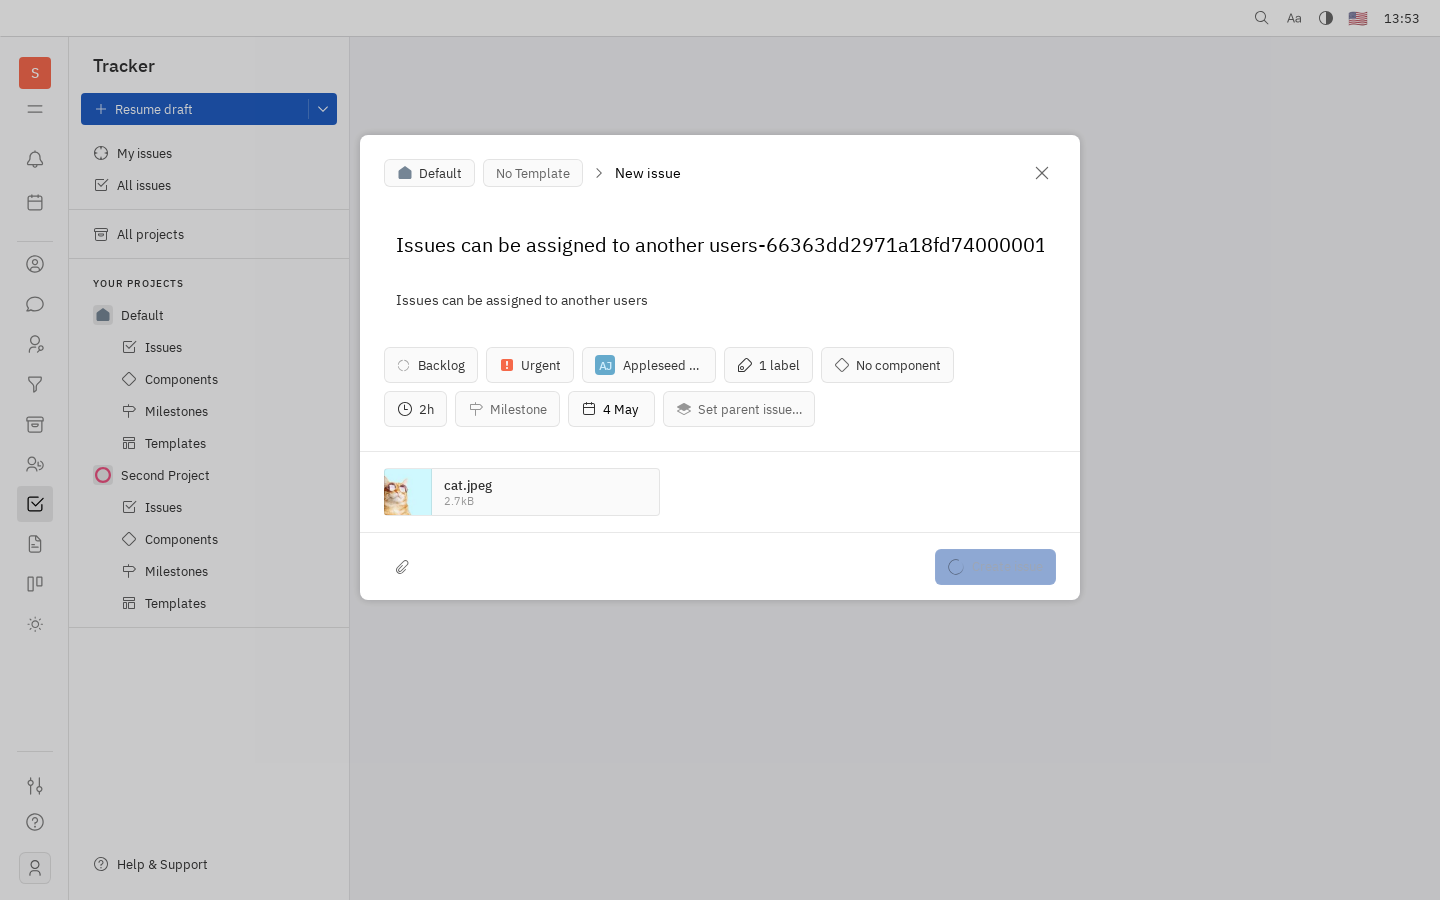 Aa
13:53
S
Tracker
Resume draft
My issues
All issues
All projects
YOUR PROJECTS
Default
Issues
Components
Milestones
Templates
Second Project
Issues
Components
Milestones
Templates
Help & Support
Default
No Template
New issue
Issues can be assigned to another users-66363dd2971a18fd74000001
Issues can be assigned to another users
Backlog
Urgent
AJ Appleseed ...
1 label
No component
2h
Milestone
4 May
Set parent issue...
cat.jpeg
2.7kB